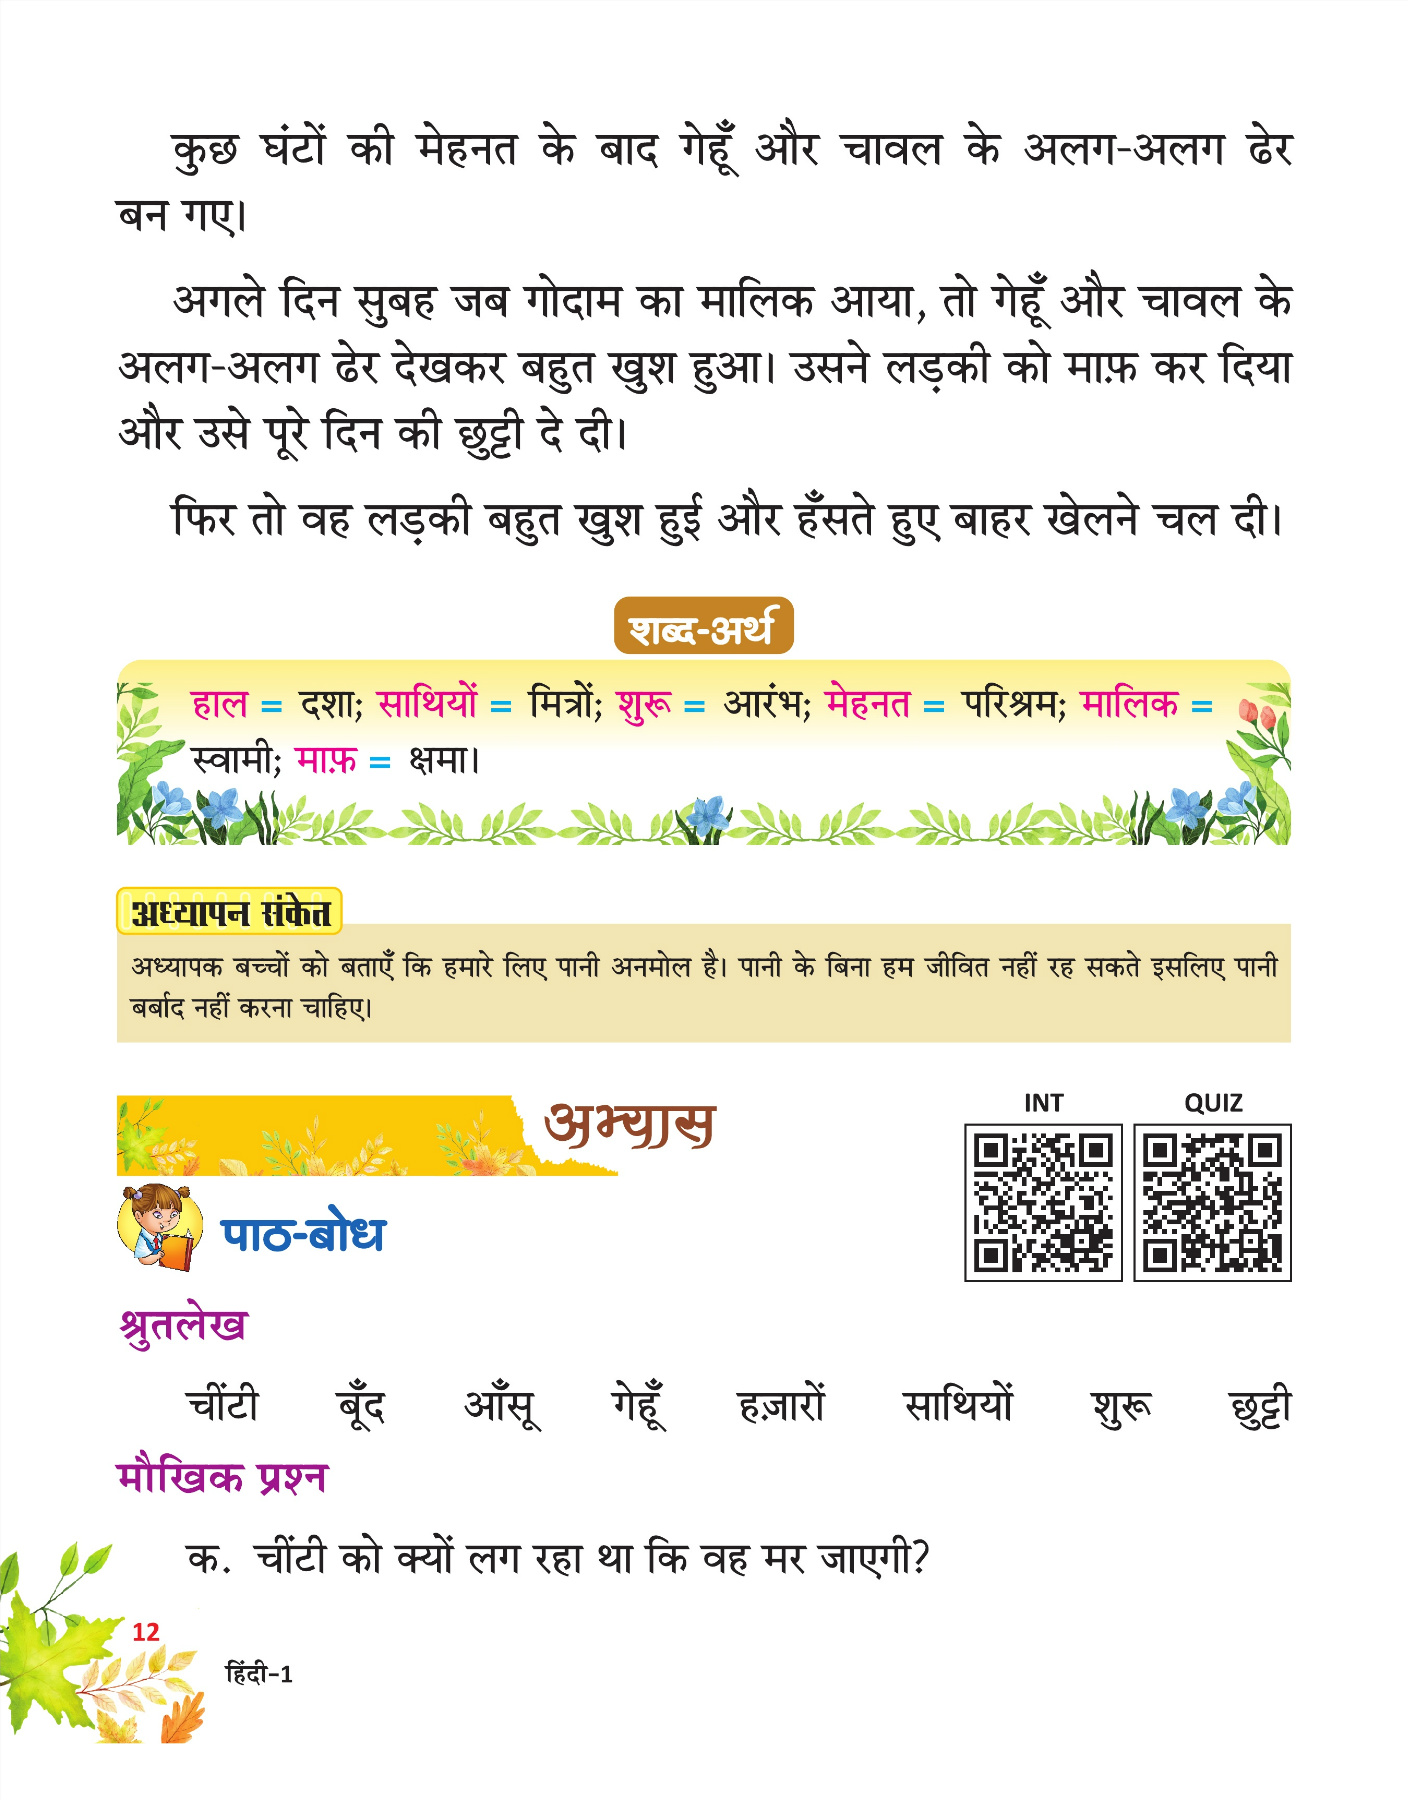 कुछ घंटों की मेहनत के बाद गेहूँ और चावल के अलग-अलग ढेर
बन गए।
अगले दिन सुबह जब गोदाम का मालिक आया, तो गेहूँ और चावल के
अलग-अलग ढेर देखकर बहुत खुश हुआ। उसने लड़की को माफ़ कर दिया
और उसे पूरे दिन की छुट्टी दे दी।
फिर तो वह लड़की बहुत खुश हुई और हँसते हुए बाहर खेलने चल दी।
शब्द-अर्थ
हाल = दशा; साथियों = मित्रों; शुरू = आरंभ; मेहनत = परिश्रम; मालिक =
स्वामी; माफ़ = क्षमा।
अध्यापन संकेत
अध्यापक बच्चों को बताएँ कि हमारे लिए पानी अनमोल है। पानी के बिना हम जीवित नहीं रह सकते इसलिए पानी
बर्बाद नहीं करना चाहिए।
अभ्यास
INT QUIZ
पाठ-बोध
श्रुतलेख
चींटी बूँद आँसू गेहूँ हज़ारों साथियों शुरू छुट्टी
मौखिक प्रश्न
क. चींटी को क्यों लग रहा था कि वह मर जाएगी?
12
हिंदी-1